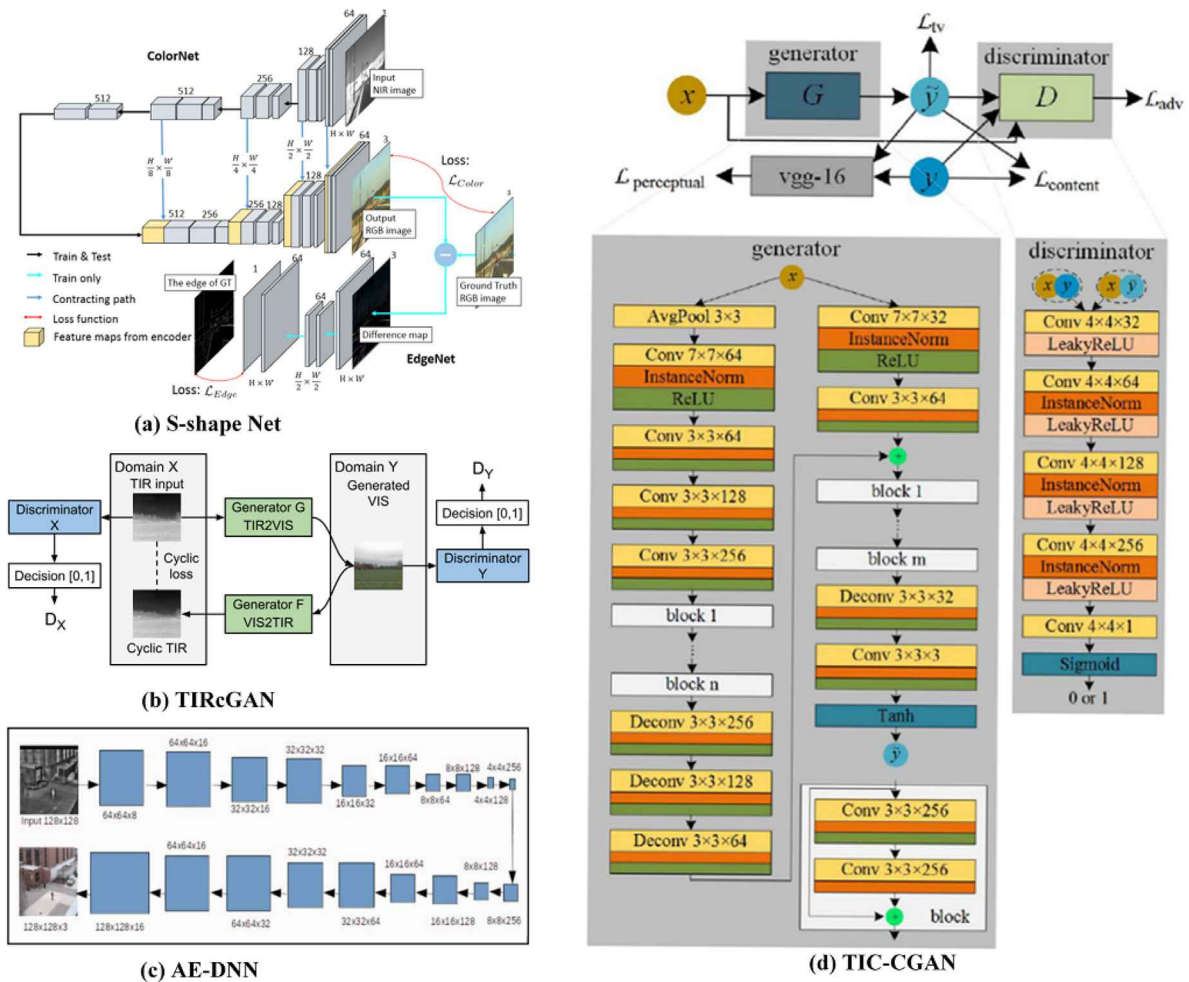 ColorNet
64
1
128
256
512
512
Input
NIR image
H × W
H/8 × W/8
H/4 × W/4
H/2 × W/2
64
3
128
256 128
512
256
Loss:
ℒColor
3
Output
RGB image
Ground Truth
RGB image
Train & Test
Train only
Contracting path
Loss function
Feature maps from encoder
The edge of GT
1
64
64
3
Difference map
EdgeNet
H × W
H/2 × W/2
H × W
Loss: ℒEdge
(a) S-shape Net
Domain X
TIR input
Domain Y
Generated
VIS
DY
Discriminator
X
Generator G
TIR2VIS
Decision [0,1]
Decision [0,1]
Cyclic
loss
Discriminator
Y
DX
Generator F
VIS2TIR
Cyclic TIR
(b) TIRcGAN
Input 128x128
64x64x8
64x64x16
32x32x16
32x32x32
16x16x32
16x16x64
8x8x64
8x8x128
4x4x128
4x4x256
128x128x3
128x128x16
64x64x16
64x64x32
32x32x32
32x32x64
16x16x64
16x16x128
8x8x128
8x8x256
(c) AE-DNN
ℒtv
generator
discriminator
x
G
ỹ
D
ℒadv
ℒperceptual
vgg-16
y
ℒcontent
generator
x
AvgPool 3×3
Conv 7×7×64
InstanceNorm
ReLU
Conv 3×3×64
Conv 3×3×128
Conv 3×3×256
block 1
block n
Deconv 3×3×256
Deconv 3×3×128
Deconv 3×3×64
Conv 7×7×32
InstanceNorm
ReLU
Conv 3×3×64
+
block 1
block m
Deconv 3×3×32
Conv 3×3×3
Tanh
ỹ
Conv 3×3×256
Conv 3×3×256
+
block
discriminator
x y
x ỹ
Conv 4×4×32
LeakyReLU
Conv 4×4×64
InstanceNorm
LeakyReLU
Conv 4×4×128
InstanceNorm
LeakyReLU
Conv 4×4×256
InstanceNorm
LeakyReLU
Conv 4×4×1
Sigmoid
0 or 1
(d) TIC-CGAN